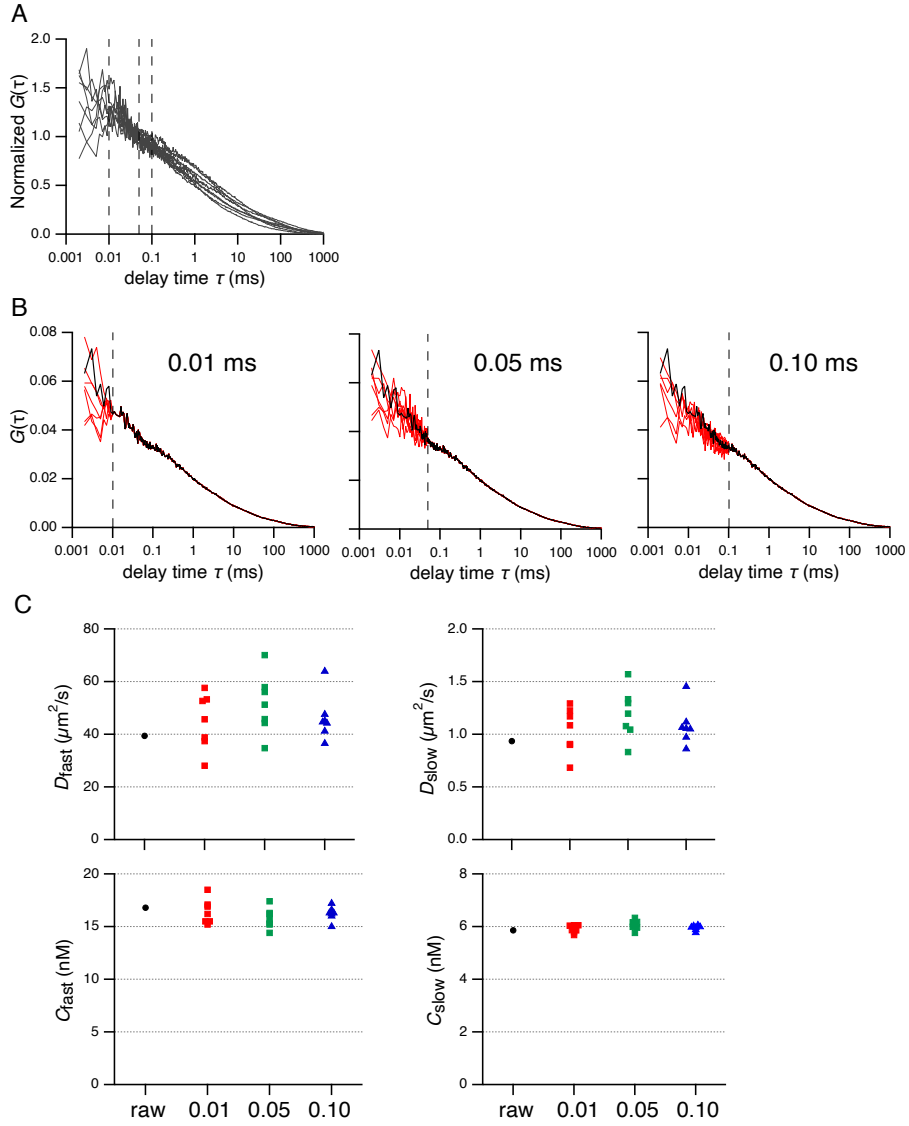 A
2.0
1.5
1.0
0.5
0.0
Normalized G(τ)
0.001 0.01 0.1 1 10 100 1000
delay time τ (ms)
B
0.08
0.06
0.04
0.02
0.00
G(τ)
0.01 ms
0.001 0.01 0.1 1 10 100 1000
delay time τ (ms)
0.05 ms
0.001 0.01 0.1 1 10 100 1000
delay time τ (ms)
0.10 ms
0.001 0.01 0.1 1 10 100 1000
delay time τ (ms)
C
80
60
40
20
0
Dfast (μm²/s)
2.0
1.5
1.0
0.5
0.0
Dslow (μm²/s)
20
15
10
5
0
Cfast (nM)
raw 0.01 0.05 0.10
8
6
4
2
0
Cslow (nM)
raw 0.01 0.05 0.10